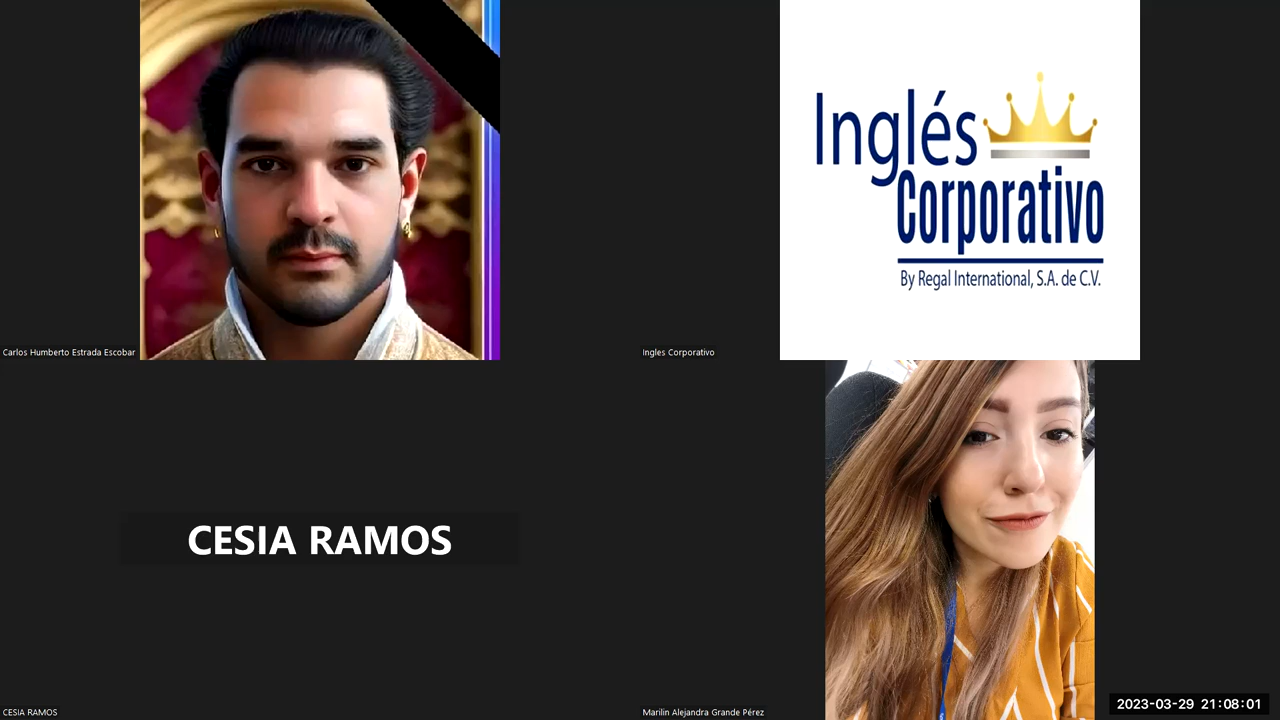 Inglés
Corporativo
By Regal International, S.A. de C.V.
Carlos Humberto Estrada Escobar
Ingles Corporativo
CESIA RAMOS
CESIA RAMOS
Marilin Alejandra Grande Pérez
2023-03-29 21:08:01